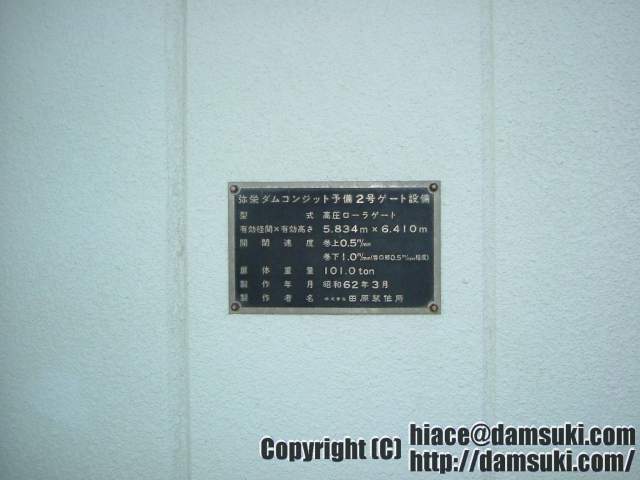 弥栄ダムコンジット予備2号ゲート設備
型 式 高圧ローラゲート
有効径間×有効高さ 5.834m×6.410m
開閉速度 巻上0.5m/min
巻下1.0m/min
扉体重量 101.0ton
製作年月 昭和62年3月
製作者名 株式会社 田原製作所
Copyright (C) hiace@damsuki.com
http://damsuki.com/